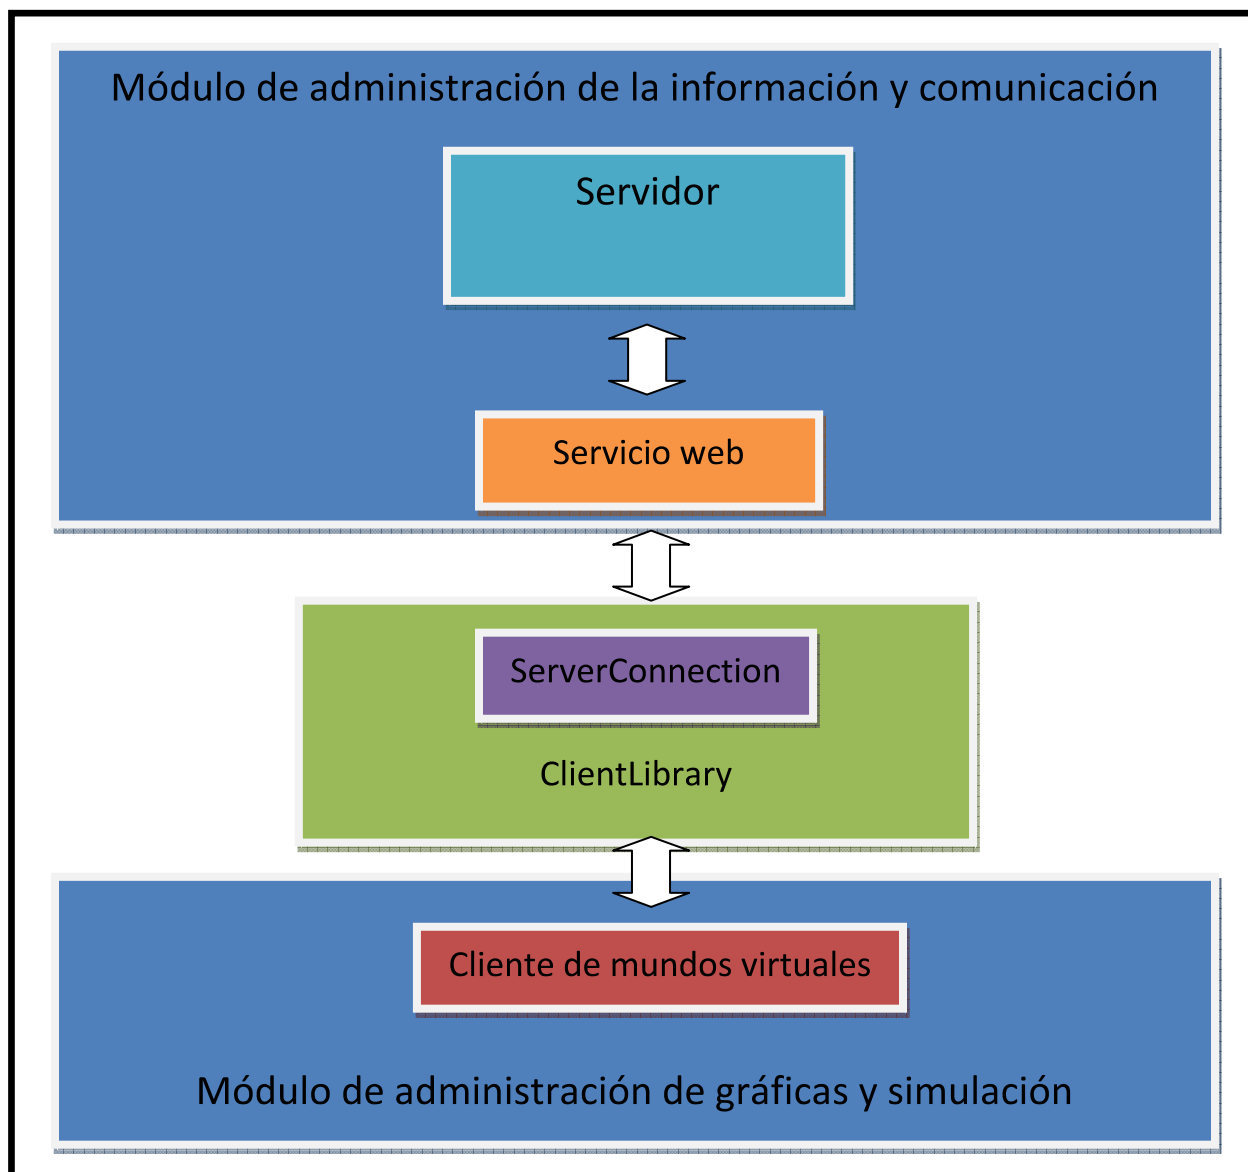 Módulo de administración de la información y comunicación
Servidor
Servicio web
ServerConnection
ClientLibrary
Cliente de mundos virtuales
Módulo de administración de gráficas y simulación